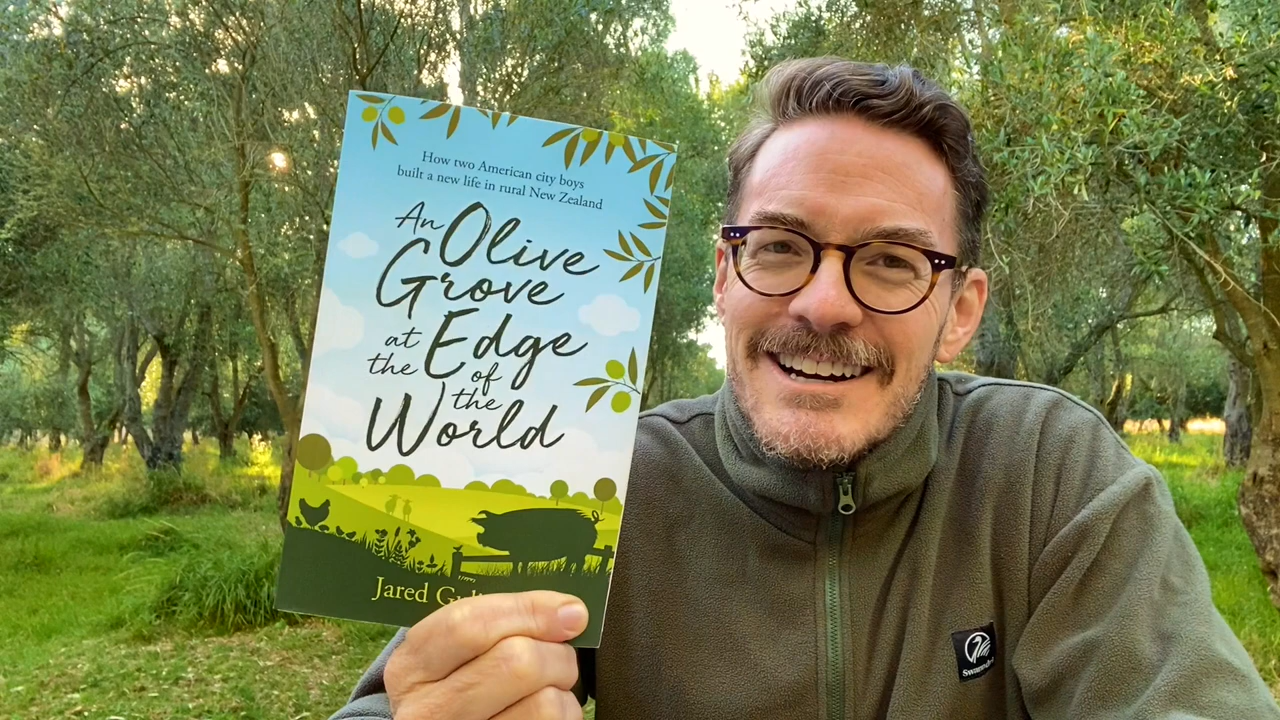 How two American city boys
built a new life in rural New Zealand
An Olive
Grove
at
the Edge
of
the
World
Jared